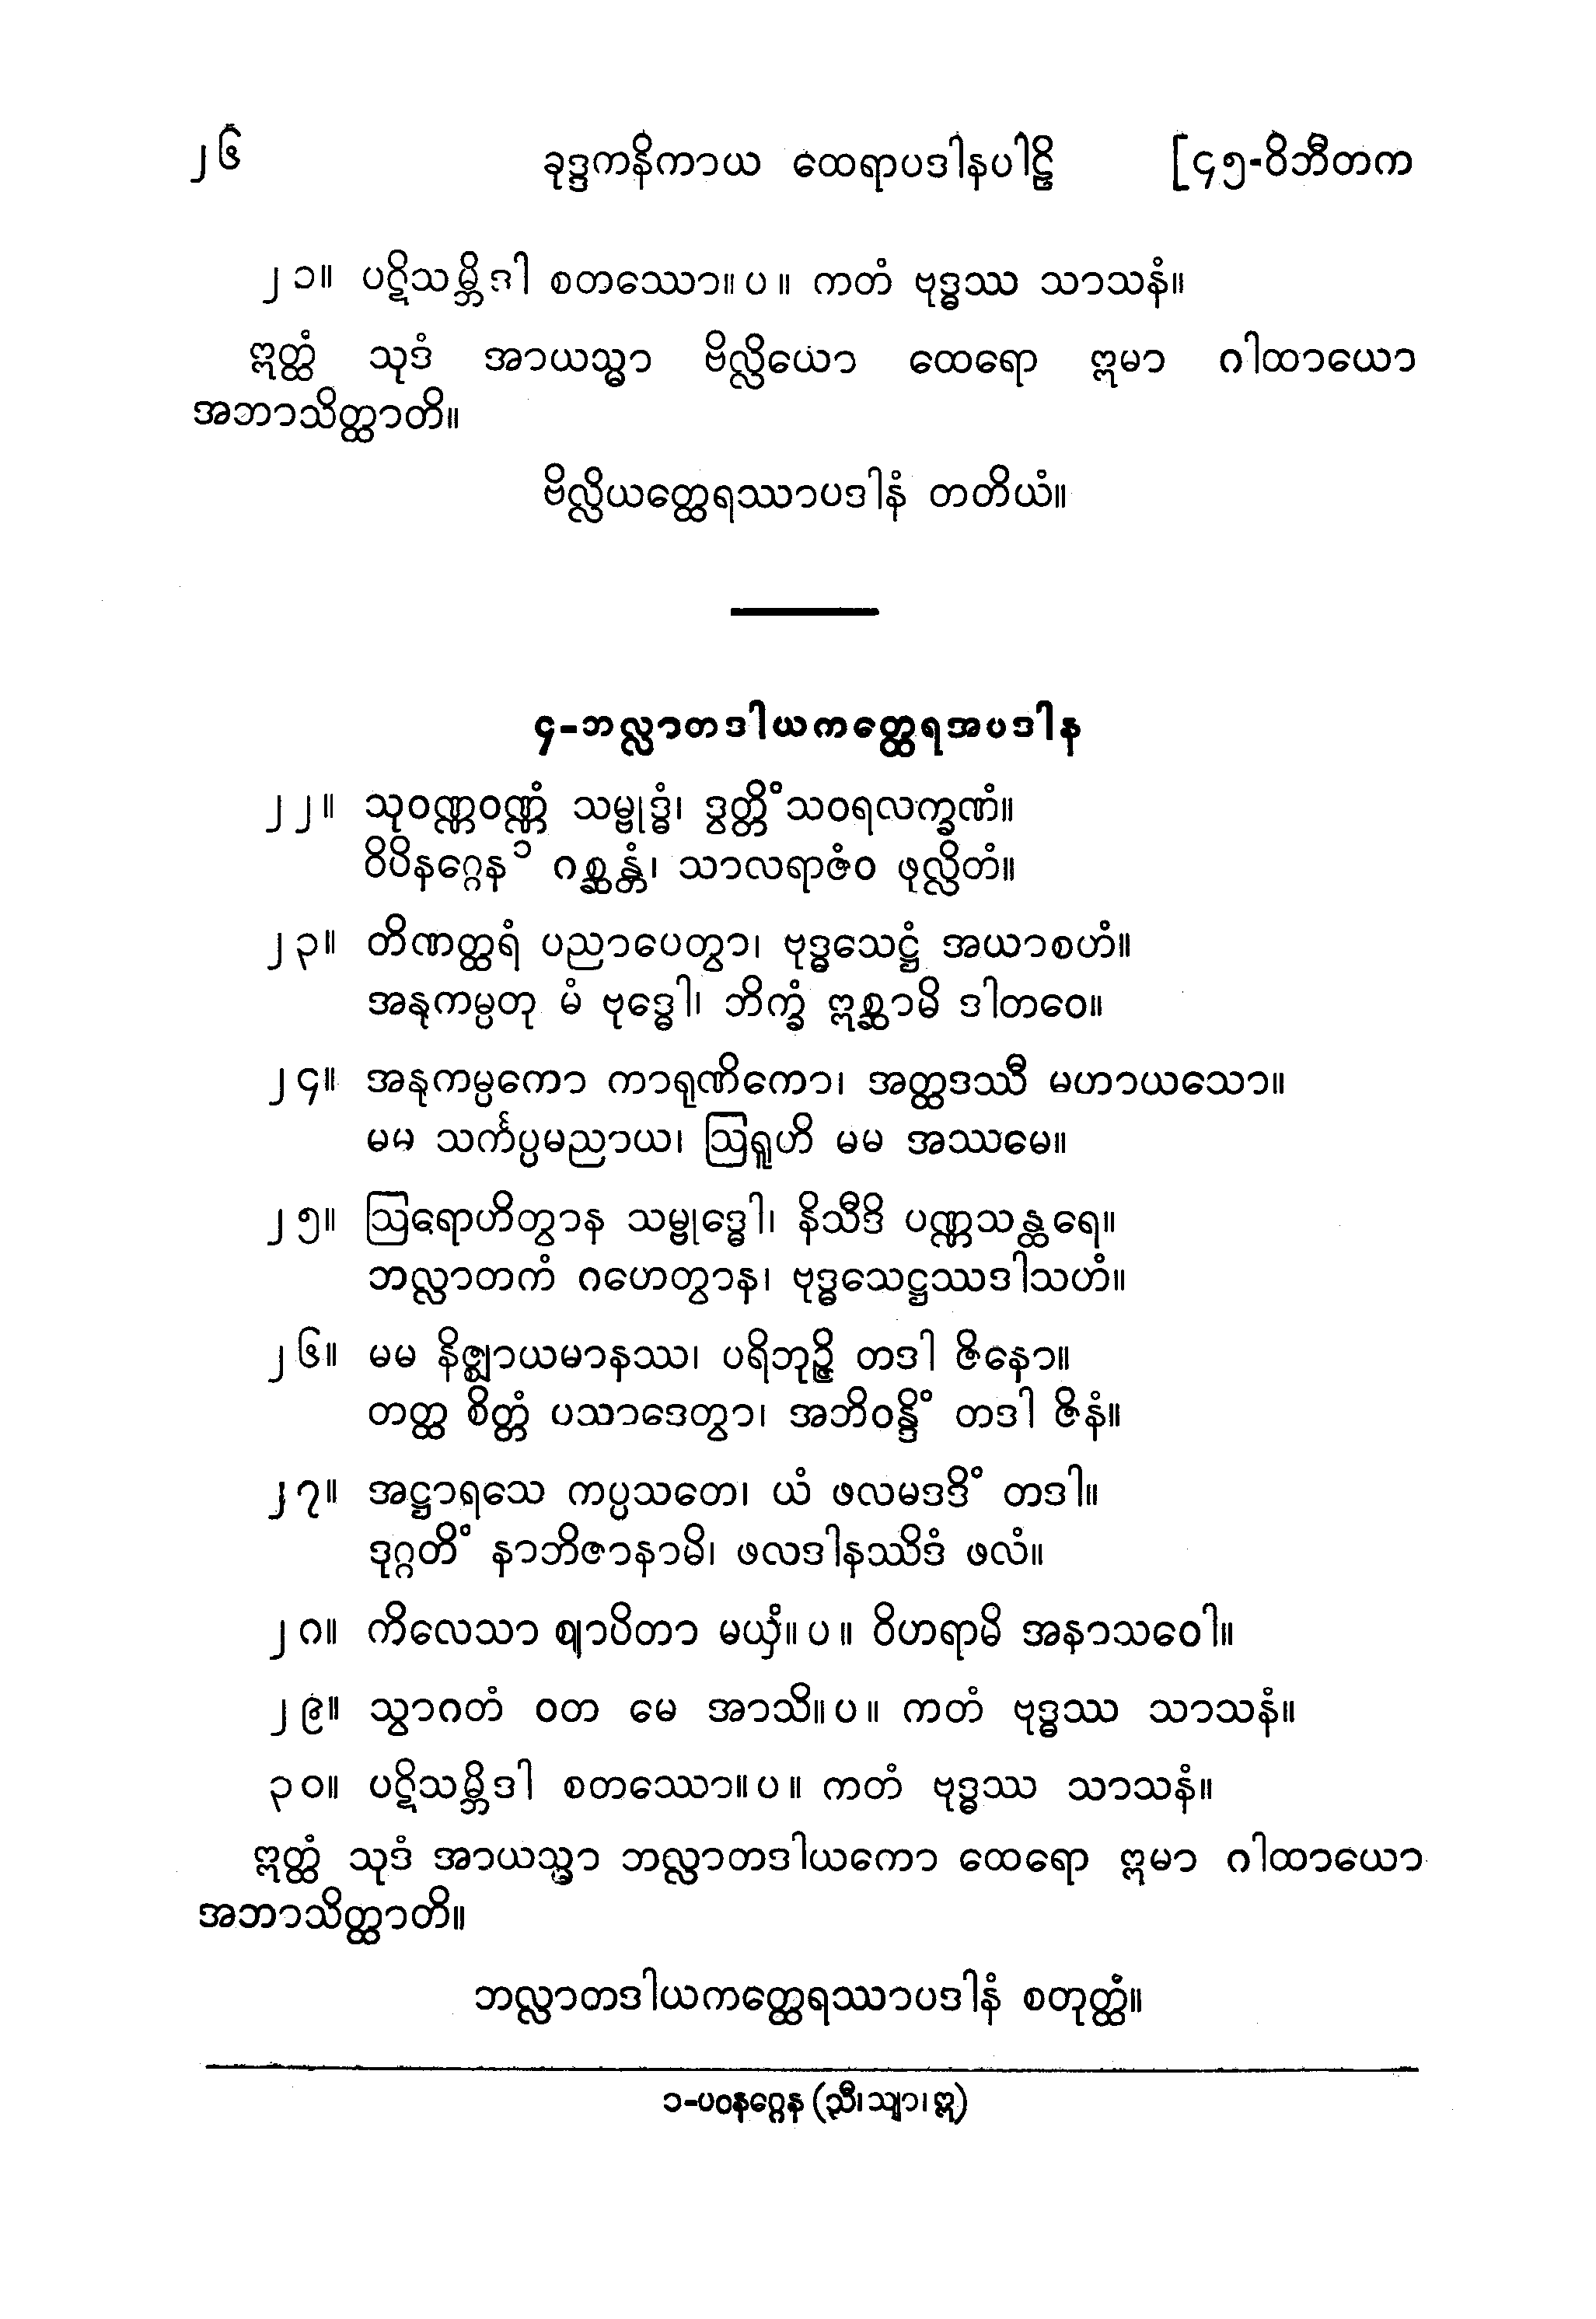 ၂၆ ခုဒ္ဒကနိကာယ ထေရာပဒါနပါဠိ [၄၅-ဝိဘီတက
၂၁။ ပဋိသမ္ဘိဒါ စတဿော။ပ။ ကတံ ဗုဒ္ဓဿ သာသနံ။
ဣတ္ထံ သုဒံ အာယသ္မာ ဗိလ္လိယော ထေရော ဣမာ ဂါထာယော
အဘာသိတ္ထာတိ။
ဗိလ္လိယတ္ထေရဿာပဒါနံ တတိယံ။
၄-ဘလ္လာတဒါယကတ္ထေရအပဒါန
၂၂။ သုဝဏ္ဏဝဏ္ဏံ သမ္ဗုဒ္ဓံ၊ ဒွတ္တိံသဝရလက္ခဏံ။
ဝိပိနဂ္ဂေန၁ ဂစ္ဆန္တံ၊ သာလရာဇံဝ ဖုလ္လိတံ။
၂၃။ တိဏတ္ထရံ ပညာပေတွာ၊ ဗုဒ္ဓသေဋ္ဌံ အယာစဟံ။
အနုကမ္ပတု မံ ဗုဒ္ဓေါ၊ ဘိက္ခံ ဣစ္ဆာမိ ဒါတဝေ။
၂၄။ အနုကမ္ပကော ကာရုဏိကော၊ အတ္ထဒဿီ မဟာယသော။
မမ သင်္ကပ္ပမညာယ၊ ဩရူဟိ မမ အဿမေ။
၂၅။ ဩရောဟိတွာန သမ္ဗုဒ္ဓေါ၊ နိသီဒိ ပဏ္ဏသန္ထရေ။
ဘလ္လာတကံ ဂဟေတွာန၊ ဗုဒ္ဓသေဋ္ဌဿဒါသဟံ။
၂၆။ မမ နိဇ္ဈာယမာနဿ၊ ပရိဘုဉ္ဇိ တဒါ ဇိနော။
တတ္ထ စိတ္တံ ပသာဒေတွာ၊ အဘိဝန္ဒိံ တဒါ ဇိနံ။
၂၇။ အဋ္ဌာရသေ ကပ္ပသတေ၊ ယံ ဖလမဒဒိံ တဒါ။
ဒုဂ္ဂတိံ နာဘိဇာနာမိ၊ ဖလဒါနဿိဒံ ဖလံ။
၂၈။ ကိလေသာ ဈာပိတာ မယှံ။ပ။ ဝိဟရာမိ အနာသဝေါ။
၂၉။ သွာဂတံ ဝတ မေ အာသိ။ပ။ ကတံ ဗုဒ္ဓဿ သာသနံ။
၃၀။ ပဋိသမ္ဘိဒါ စတဿော။ပ။ ကတံ ဗုဒ္ဓဿ သာသနံ။
ဣတ္ထံ သုဒံ အာယသ္မာ ဘလ္လာတဒါယကော ထေရော ဣမာ ဂါထာယော
အဘာသိတ္ထာတိ။
ဘလ္လာတဒါယကတ္ထေရဿာပဒါနံ စတုတ္ထံ။
၁-ပဝနဂ္ဂေန (သီ၊ သျာ၊ ဣ)